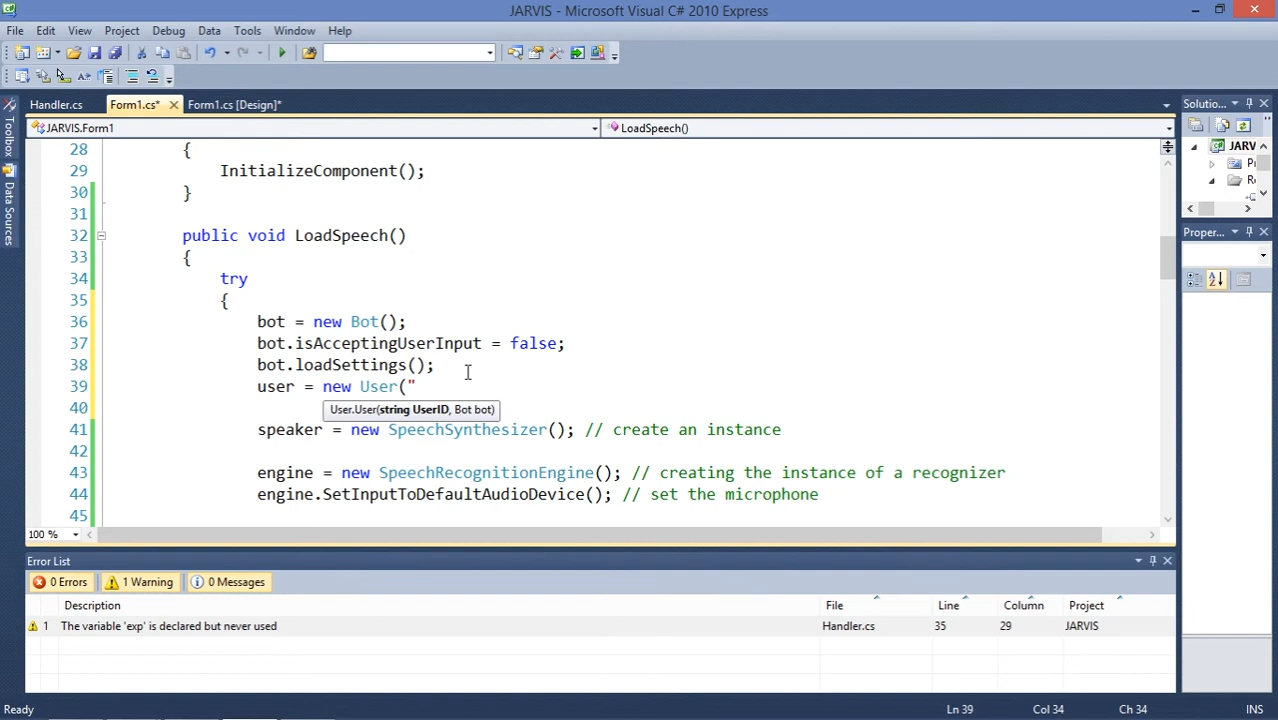 JARVIS - Microsoft Visual C# 2010 Express
File Edit View Project Debug Data Tools Window Help
Handler.cs Form1.cs* Form1.cs [Design]* Solutio...
JARVIS.Form1 LoadSpeech()
Toolbox
Data Sources
JARV
P
R
Proper...
28 {
29 InitializeComponent();
30 }
31
32 public void LoadSpeech()
33 {
34 try
35 {
36 bot = new Bot();
37 bot.isAcceptingUserInput = false;
38 bot.loadSettings();
39 user = new User("
40 User.User(string UserID, Bot bot)
41 speaker = new SpeechSynthesizer(); // create an instance
42
43 engine = new SpeechRecognitionEngine(); // creating the instance of a recognizer
44 engine.SetInputToDefaultAudioDevice(); // set the microphone
45
100 %
Error List
0 Errors 1 Warning 0 Messages
Description File Line Column Project
1 The variable 'exp' is declared but never used Handler.cs 35 29 JARVIS
Ready Ln 39 Col 34 Ch 34 INS